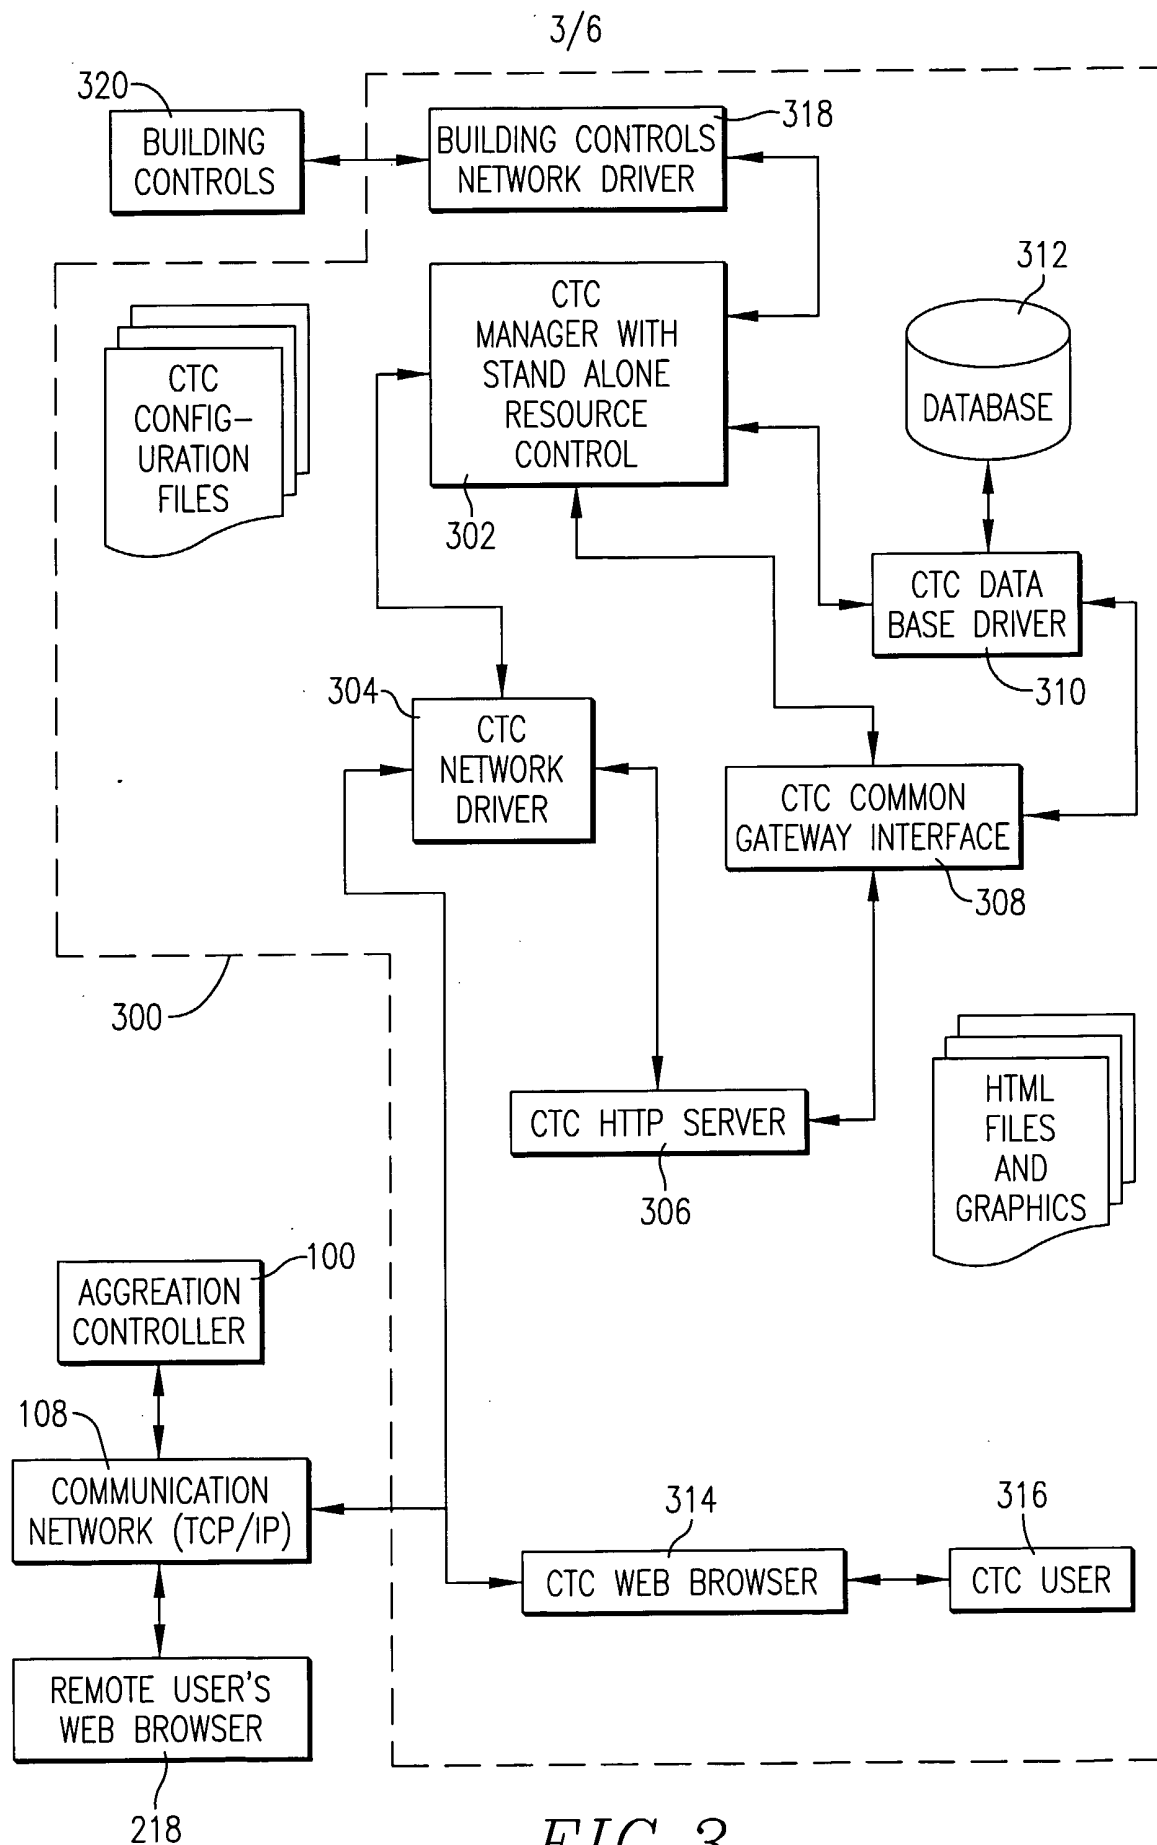 3/6
320
BUILDING
CONTROLS
318
BUILDING CONTROLS
NETWORK DRIVER
312
DATABASE
CTC
MANAGER WITH
STAND ALONE
RESOURCE
CONTROL
302
CTC
CONFIG-
URATION
FILES
CTC DATA
BASE DRIVER
310
304
CTC
NETWORK
DRIVER
CTC COMMON
GATEWAY INTERFACE
308
300
CTC HTTP SERVER
306
HTML
FILES
AND
GRAPHICS
100
AGGREATION
CONTROLLER
108
COMMUNICATION
NETWORK (TCP/IP)
314
CTC WEB BROWSER
316
CTC USER
REMOTE USER'S
WEB BROWSER
218
FIG. 3